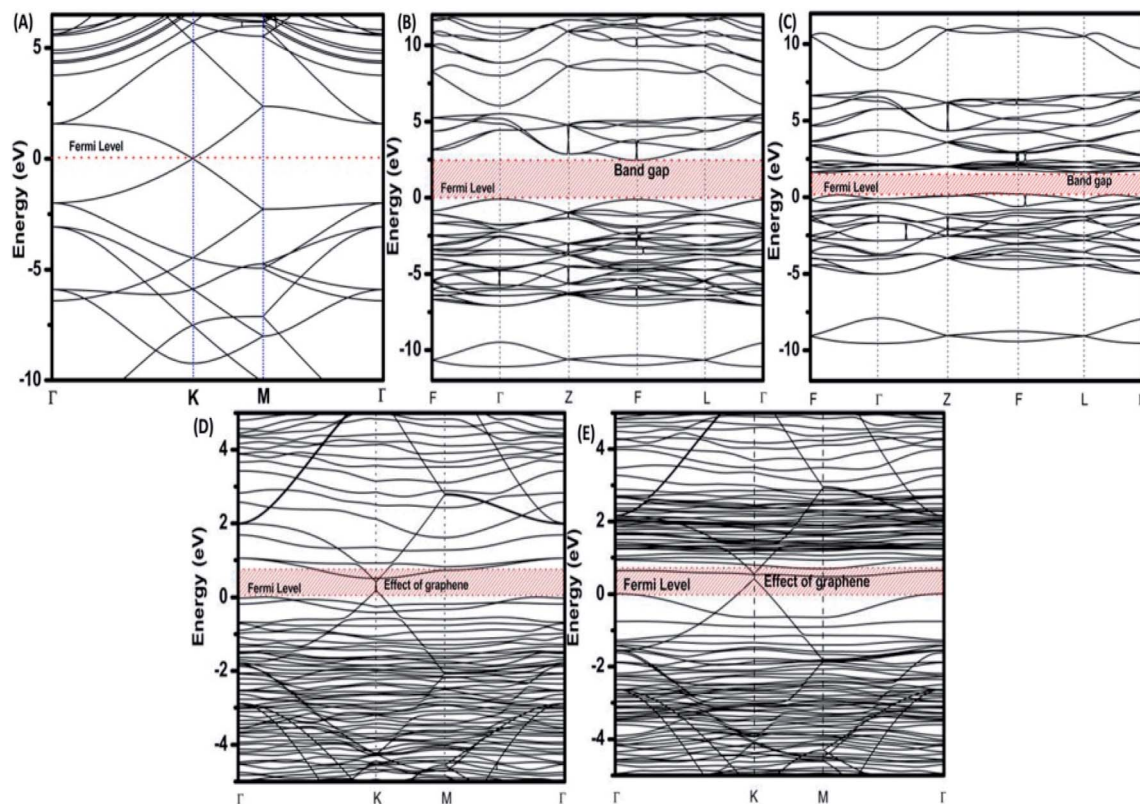 (A)
Energy (eV)
5
0
-5
-10
Fermi Level
Γ K M Γ
(B)
Energy (eV)
10
5
0
-5
-10
Band gap
Fermi Level
F Γ Z F L Γ
(C)
Energy (eV)
10
5
0
-5
-10
Fermi Level
Band gap
F Γ Z F L Γ
(D)
Energy (eV)
4
2
0
-2
-4
Fermi Level
Effect of graphene
Γ K M Γ
(E)
Energy (eV)
4
2
0
-2
-4
Fermi Level
Effect of graphene
Γ K M Γ